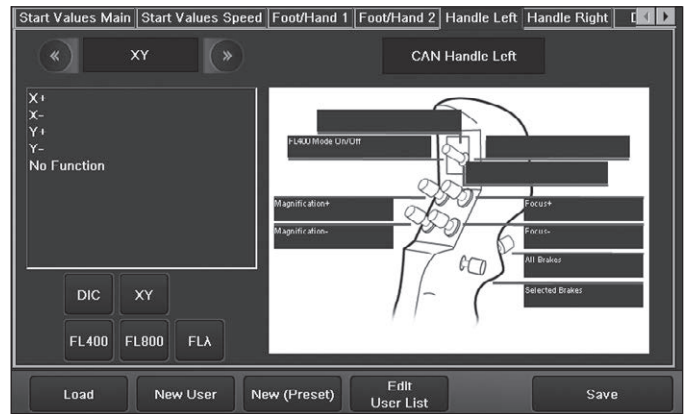 Start Values Main Start Values Speed Foot/Hand 1 Foot/Hand 2 Handle Left Handle Right
« XY » CAN Handle Left
X+
X-
Y+
Y-
No Function
FL400 Mode On/Off
Magnification+ Focus+
Magnification- Focus-
All Brakes
Selected Brakes
DIC XY
FL400 FL800 FLλ
Load New User New (Preset) Edit User List Save